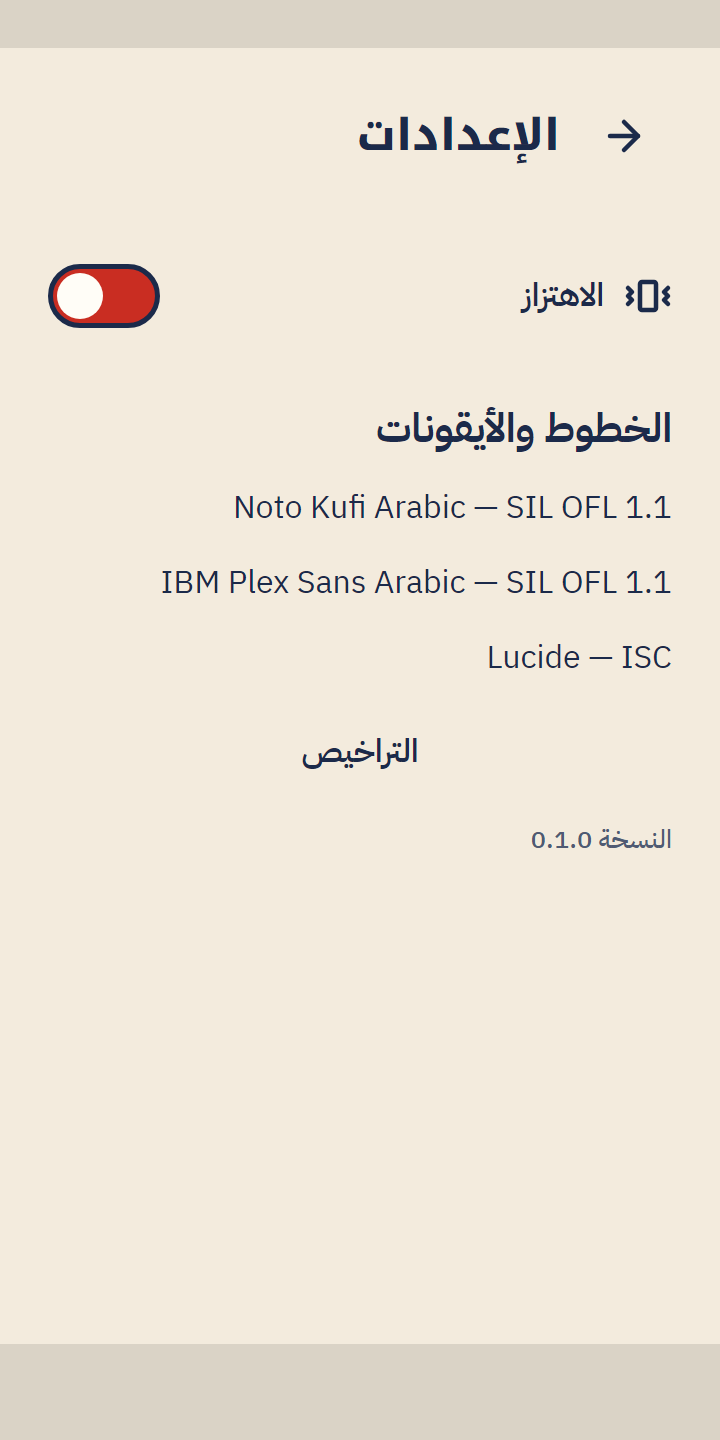 الإعدادات
الاهتزاز
الخطوط والأيقونات
Noto Kufi Arabic — SIL OFL 1.1
IBM Plex Sans Arabic — SIL OFL 1.1
Lucide — ISC
التراخيص
النسخة 0.1.0